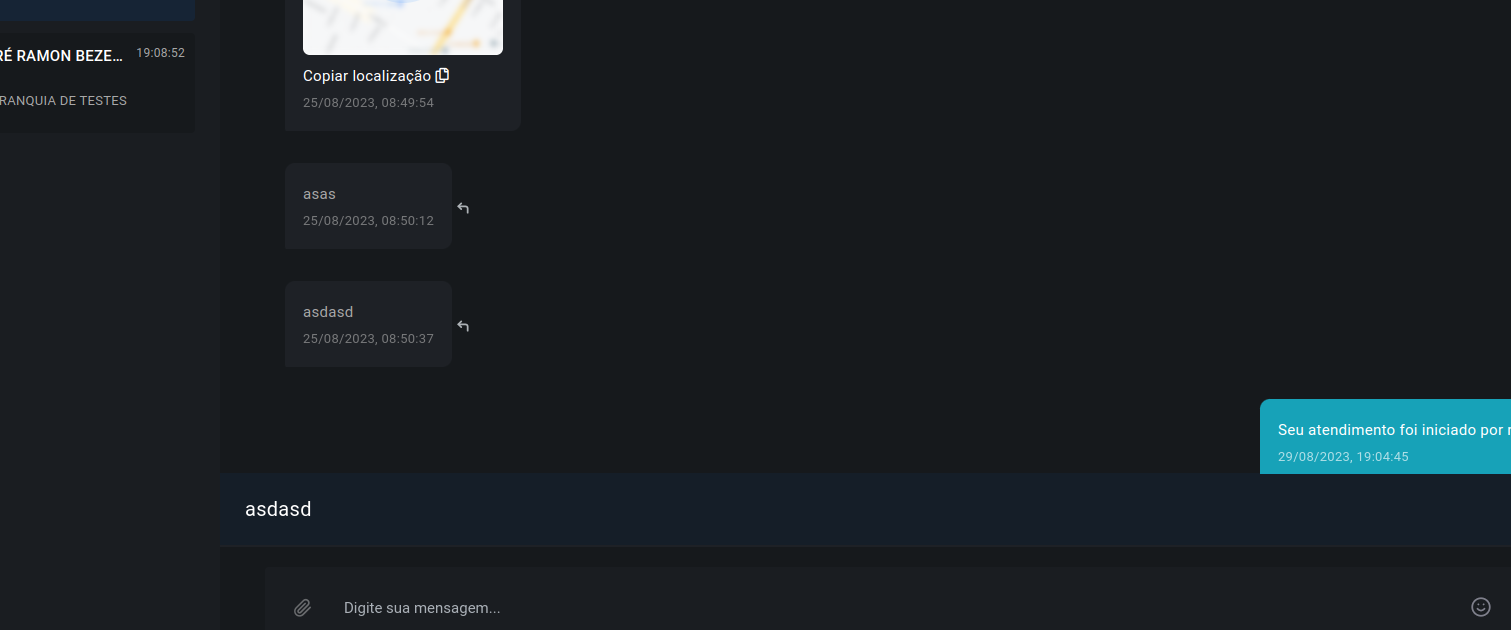 RÉ RAMON BEZE... 19:08:52
RANQUIA DE TESTES
Copiar localização
25/08/2023, 08:49:54
asas
25/08/2023, 08:50:12
asdasd
25/08/2023, 08:50:37
Seu atendimento foi iniciado por
29/08/2023, 19:04:45
asdasd
Digite sua mensagem...